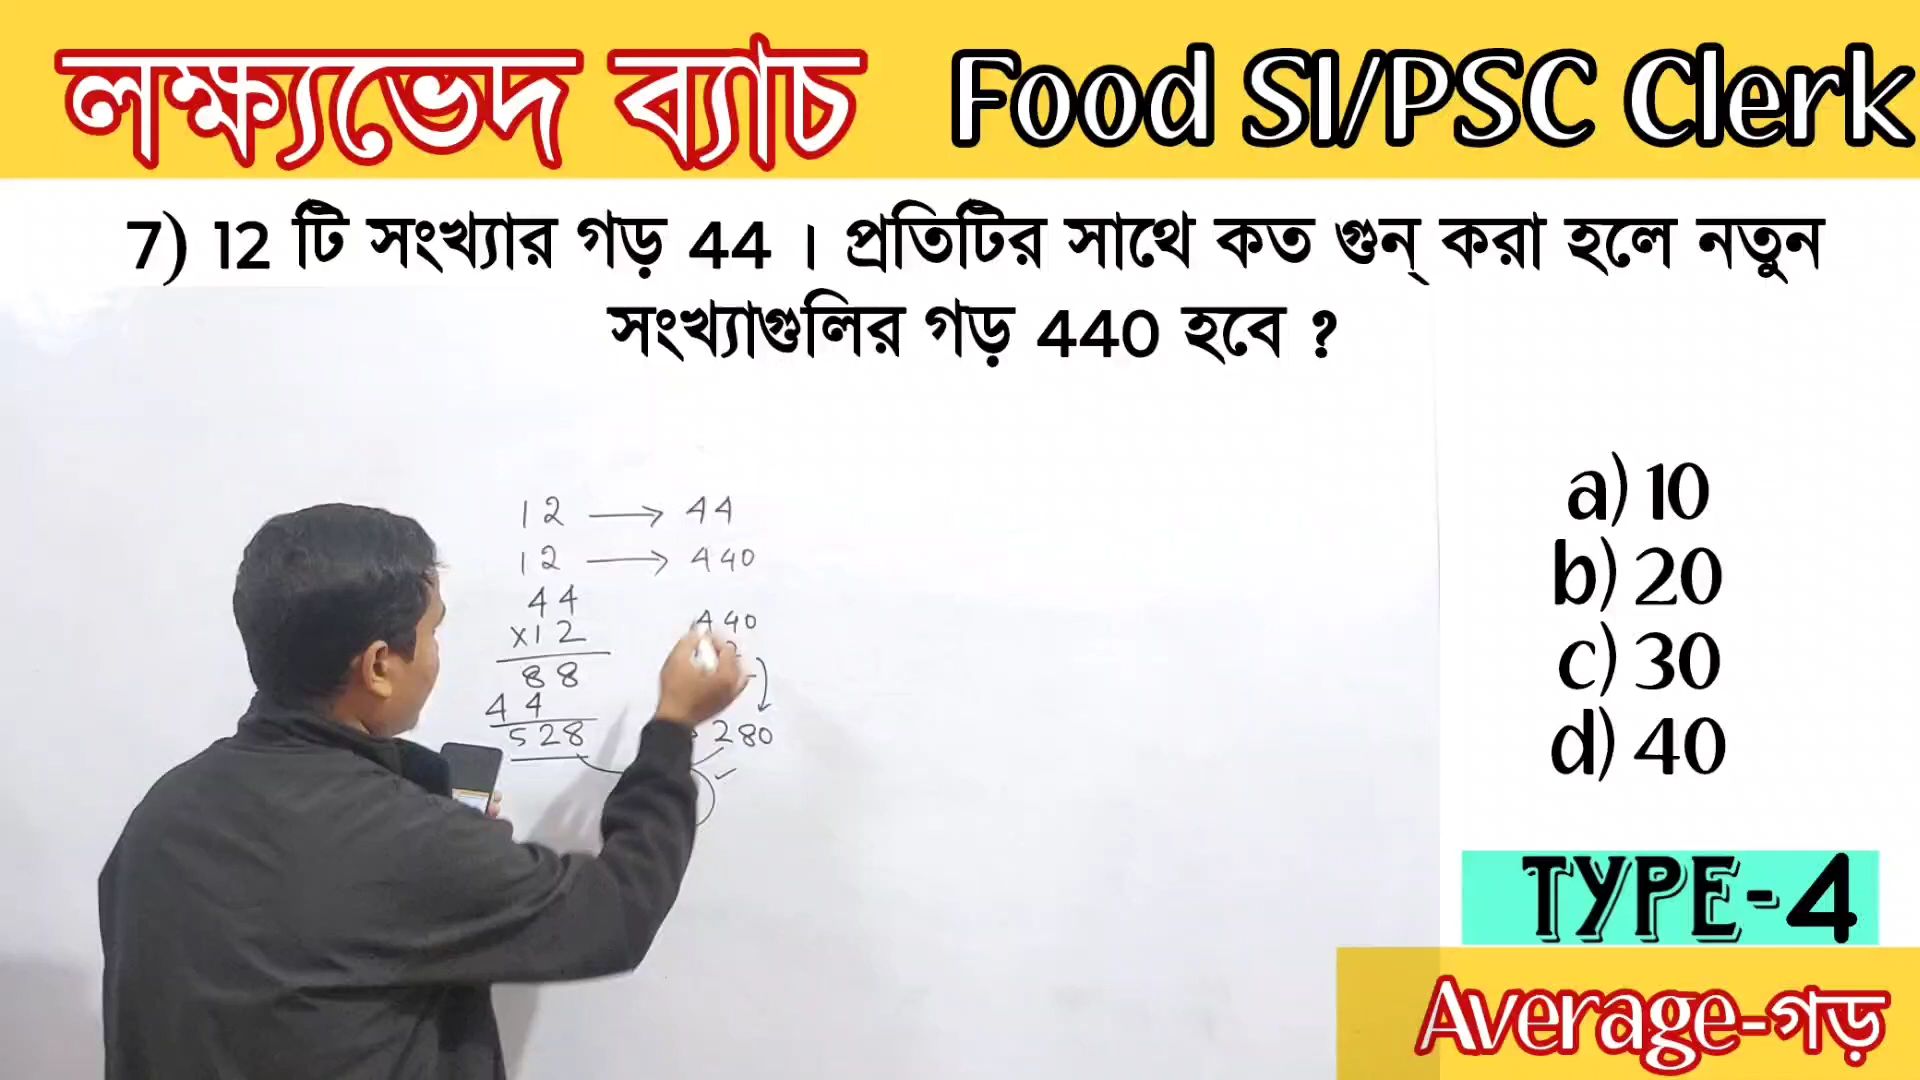 লক্ষ্যভেদ ব্যাচ Food SI/PSC Clerk
7) 12 টি সংখ্যার গড় 44 । প্রতিটির সাথে কত গুন্ করা হলে নতুন
সংখ্যাগুলির গড় 440 হবে ?
12 → 44
12 → 440
44
x12
88
44
528
440
2
280
a) 10
b) 20
c) 30
d) 40
TYPE-4
Average-গড়